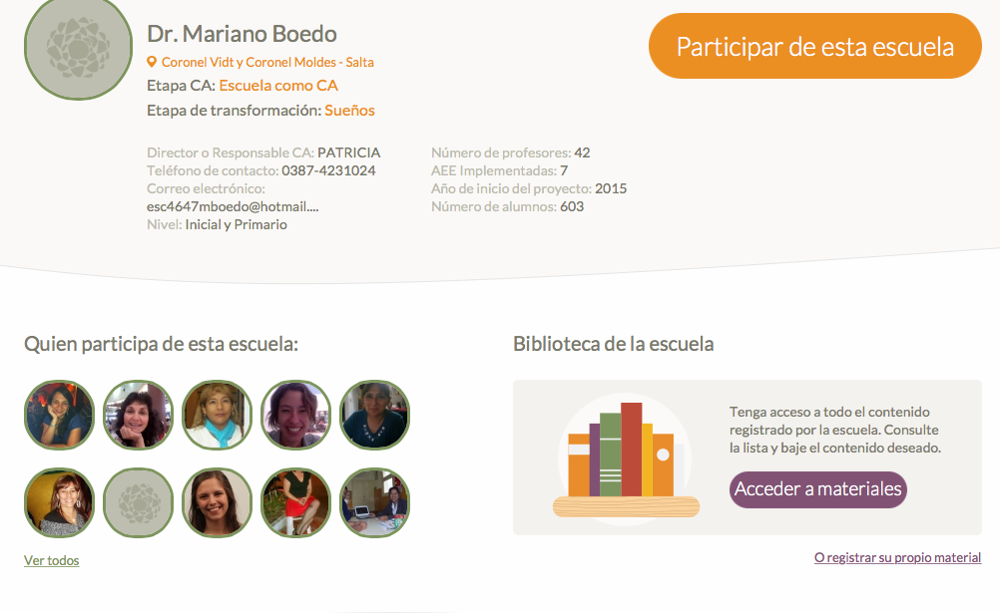 Dr. Mariano Boedo
Coronel Vidt y Coronel Moldes - Salta
Etapa CA: Escuela como CA
Etapa de transformación: Sueños
Participar de esta escuela
Director o Responsable CA: PATRICIA
Teléfono de contacto: 0387-4231024
Correo electrónico:
esc4647mboedo@hotmail....
Nivel: Inicial y Primario
Número de profesores: 42
AEE Implementadas: 7
Año de inicio del proyecto: 2015
Número de alumnos: 603
Quien participa de esta escuela:
Ver todos
Biblioteca de la escuela
Tenga acceso a todo el contenido
registrado por la escuela. Consulte
la lista y baje el contenido deseado.
Acceder a materiales
O registrar su propio material